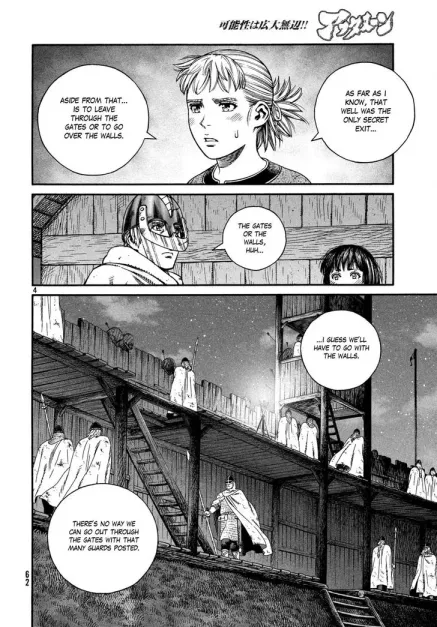 可能性は広大無辺!!
アフタヌーン
AS FAR AS I
KNOW, THAT
WELL WAS THE
ONLY SECRET
EXIT...
ASIDE FROM THAT...
IS TO LEAVE
THROUGH THE
GATES OR TO GO
OVER THE WALLS.
THE GATES
OR THE
WALLS,
HUH...
4
...I GUESS WE'LL
HAVE TO GO WITH
THE WALLS.
THERE'S NO WAY WE
CAN GO OUT THROUGH
THE GATES WITH THAT
MANY GUARDS POSTED.
62